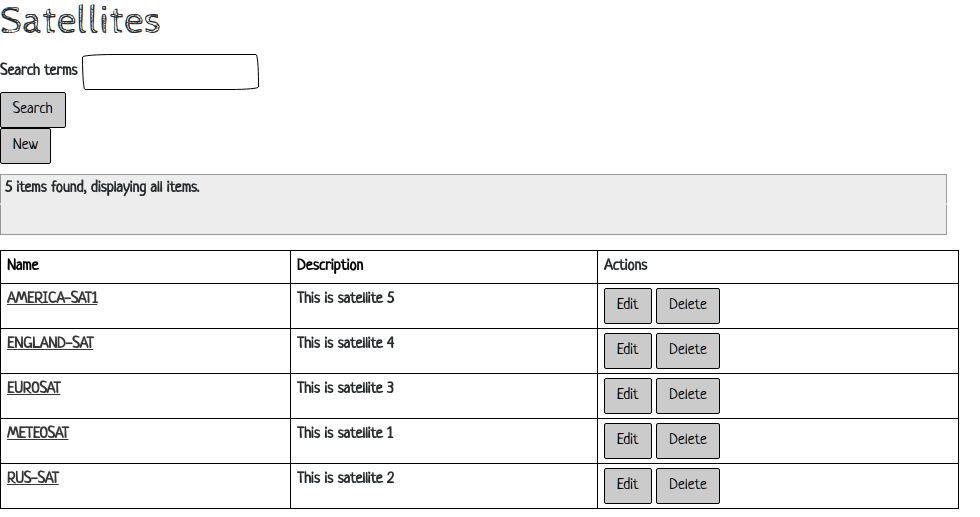 Satellites
Search terms
Search
New
5 items found, displaying all items.
Name Description Actions
AMERICA-SAT1 This is satellite 5 Edit Delete
ENGLAND-SAT This is satellite 4 Edit Delete
EUROSAT This is satellite 3 Edit Delete
METEOSAT This is satellite 1 Edit Delete
RUS-SAT This is satellite 2 Edit Delete